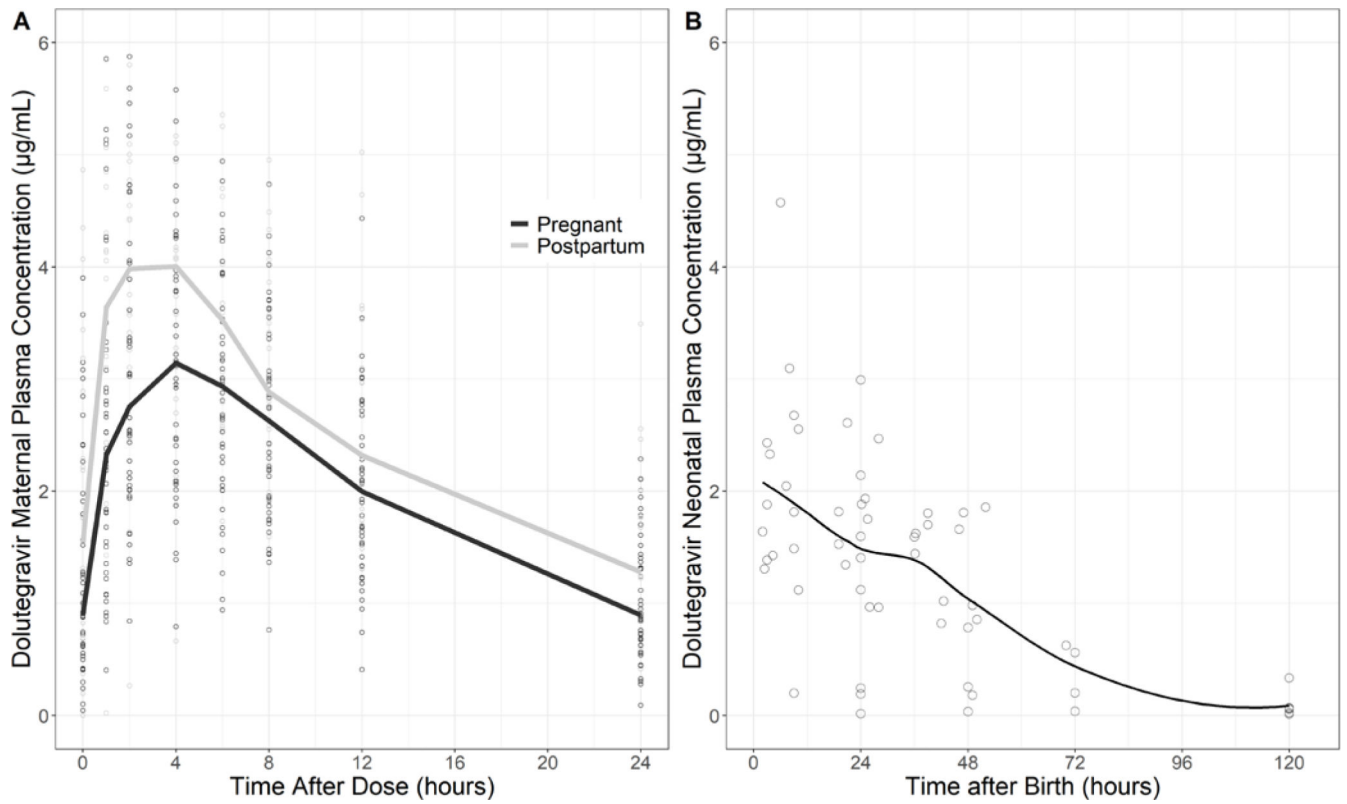 A
Dolutegravir Maternal Plasma Concentration (μg/mL)
6
4
2
0
Pregnant
Postpartum
0 4 8 12 16 20 24
Time After Dose (hours)
B
Dolutegravir Neonatal Plasma Concentration (μg/mL)
6
4
2
0
0 24 48 72 96 120
Time after Birth (hours)